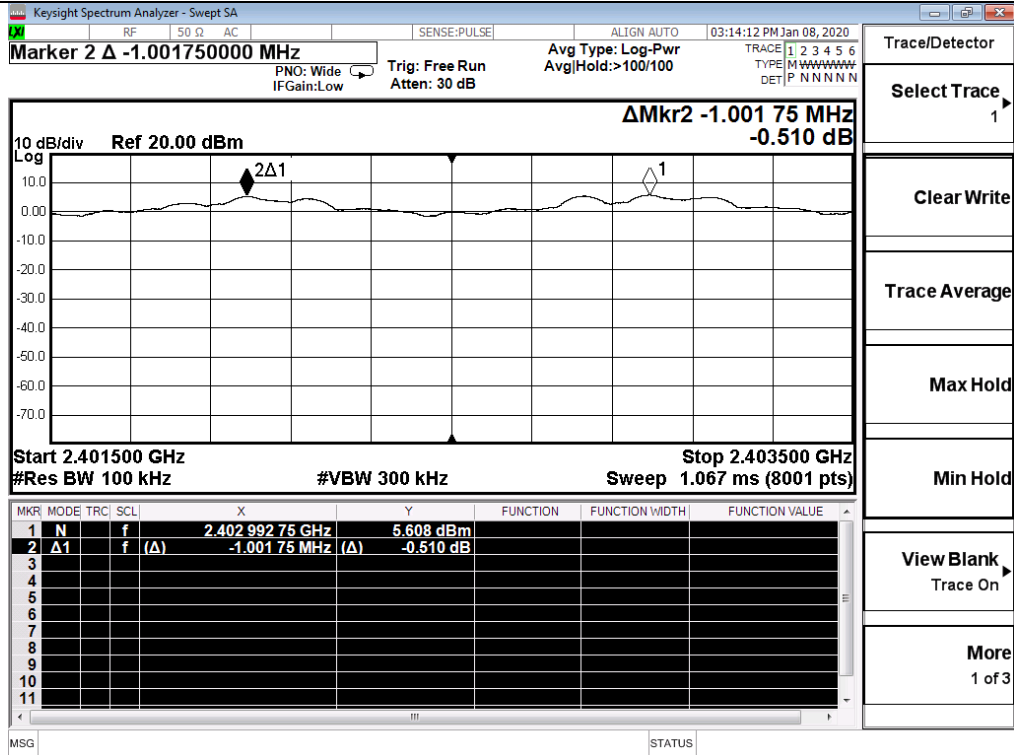 Keysight Spectrum Analyzer - Swept SA
LXI RF 50 Ω AC SENSE:PULSE ALIGN AUTO 03:14:12 PM Jan 08, 2020
Marker 2 Δ -1.001750000 MHz
PNO: Wide
IFGain:Low
Trig: Free Run
Atten: 30 dB
Avg Type: Log-Pwr
Avg|Hold:>100/100
TRACE 1 2 3 4 5 6
TYPE M WWWWW
DET P N N N N N
ΔMkr2 -1.001 75 MHz
-0.510 dB
10 dB/div Ref 20.00 dBm
Log
10.0
0.00
-10.0
-20.0
-30.0
-40.0
-50.0
-60.0
-70.0
2Δ1
1
Start 2.401500 GHz Stop 2.403500 GHz
#Res BW 100 kHz #VBW 300 kHz Sweep 1.067 ms (8001 pts)
MKR MODE TRC SCL X Y FUNCTION FUNCTION WIDTH FUNCTION VALUE
1 N f 2.402 992 75 GHz 5.608 dBm
2 Δ1 f (Δ) -1.001 75 MHz (Δ) -0.510 dB
3
4
5
6
7
8
9
10
11
MSG STATUS
Trace/Detector
Select Trace
1
Clear Write
Trace Average
Max Hold
Min Hold
View Blank
Trace On
More
1 of 3